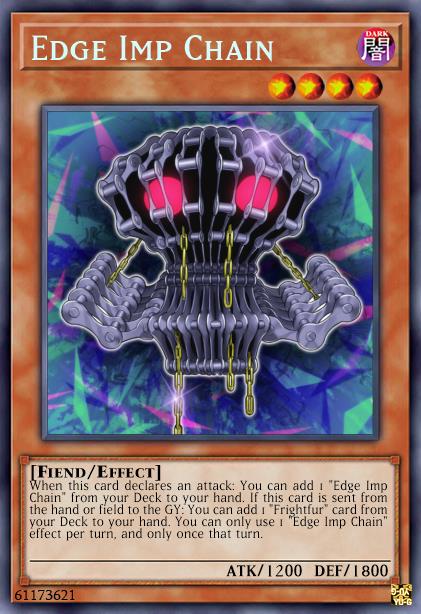 Edge Imp Chain
DARK
闇
[Fiend/Effect]
When this card declares an attack: You can add 1 "Edge Imp
Chain" from your Deck to your hand. If this card is sent from
the hand or field to the GY: You can add 1 "Frightfur" card from
your Deck to your hand. You can only use 1 "Edge Imp Chain"
effect per turn, and only once that turn.
ATK/1200 DEF/1800
61173621